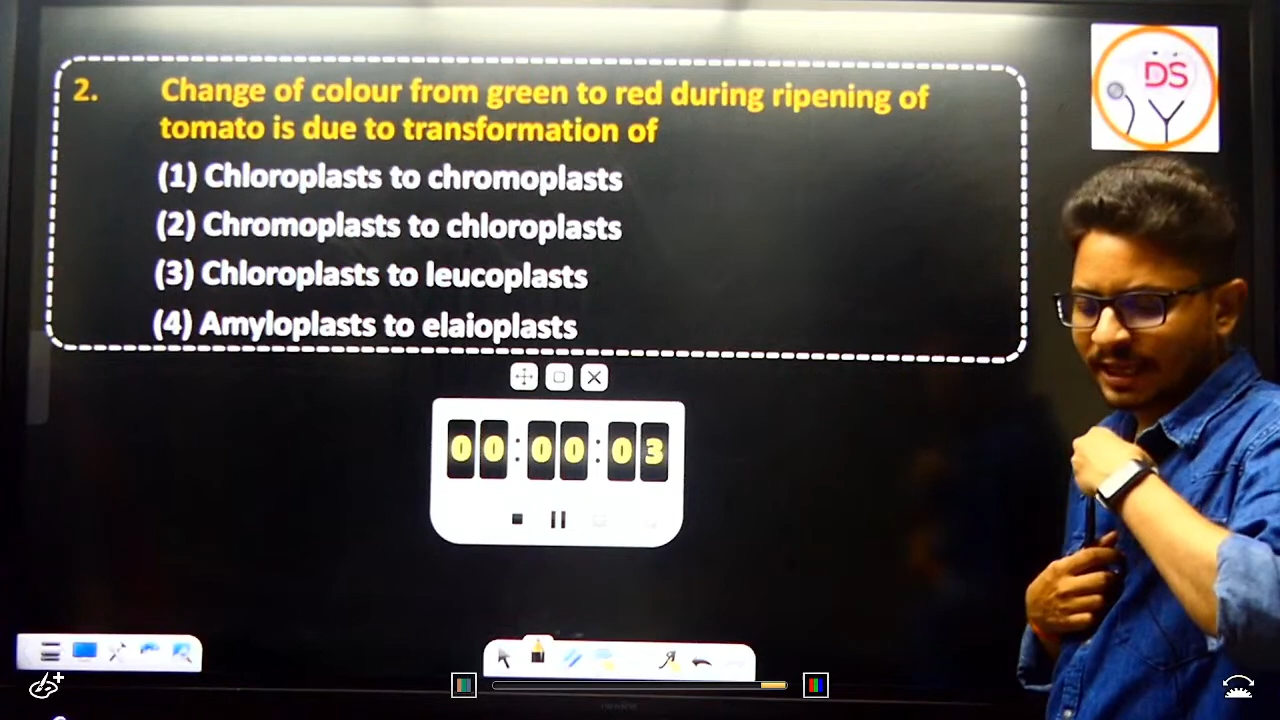 DS
2. Change of colour from green to red during ripening of
tomato is due to transformation of
(1) Chloroplasts to chromoplasts
(2) Chromoplasts to chloroplasts
(3) Chloroplasts to leucoplasts
(4) Amyloplasts to elaioplasts
00:00:03